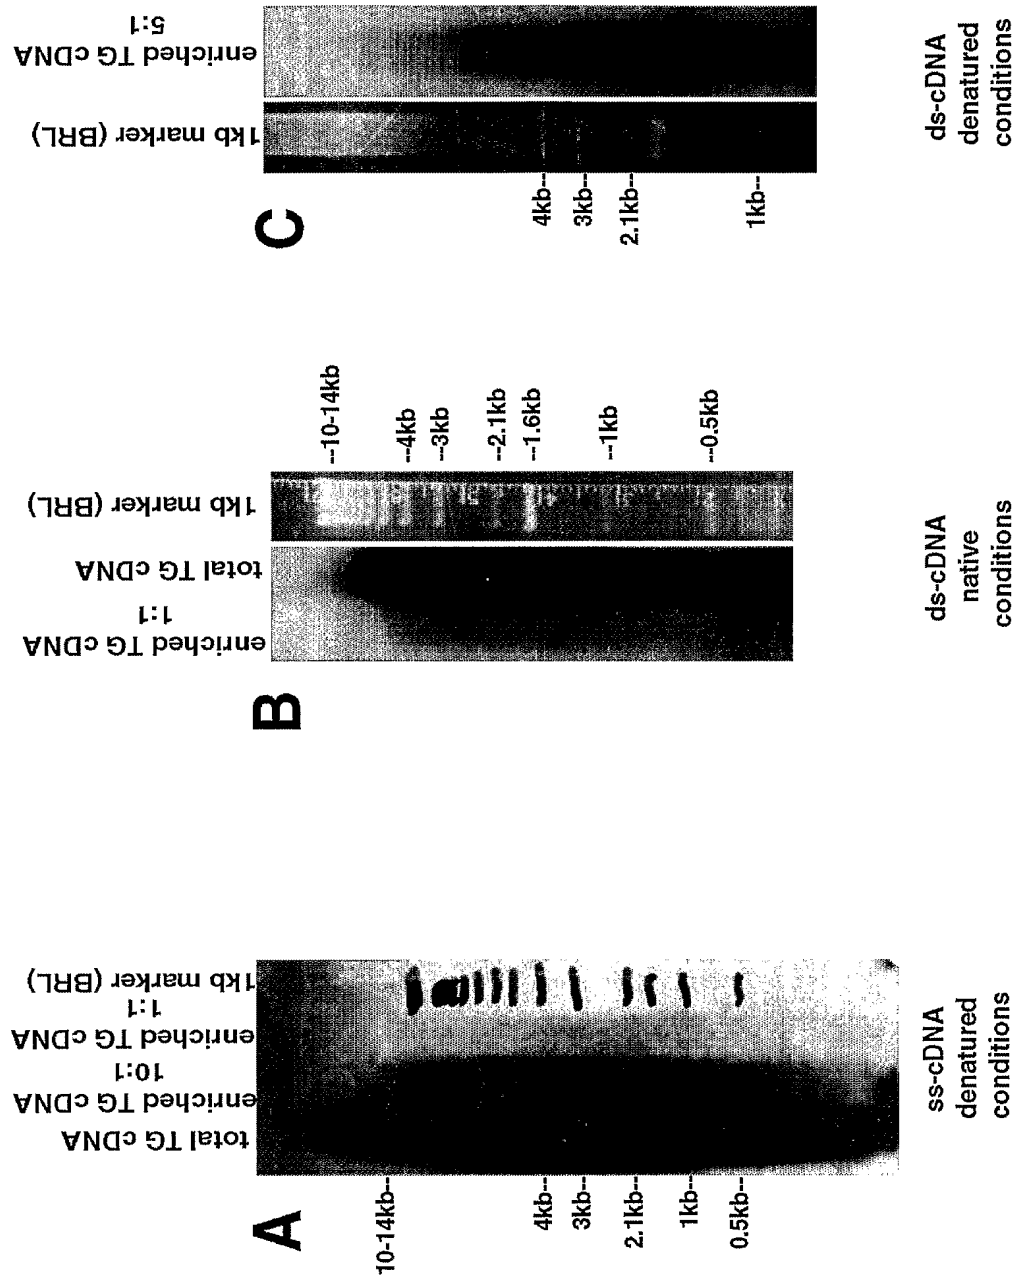 A
total TG cDNA
enriched TG cDNA
10:1
enriched TG cDNA
1:1
1kb marker (BRL)
10-14kb--
4kb--
3kb--
2.1kb--
1kb--
0.5kb--
ss-cDNA
denatured
conditions
B
enriched TG cDNA
1:1
total TG cDNA
1kb marker (BRL)
--10-14kb
--4kb
--3kb
--2.1kb
--1.6kb
--1kb
--0.5kb
ds-cDNA
native
conditions
C
1kb marker (BRL)
enriched TG cDNA
5:1
4kb--
3kb--
2.1kb--
1kb--
ds-cDNA
denatured
conditions